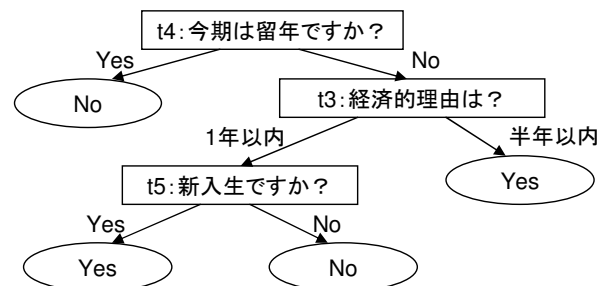 t4:今期は留年ですか？
Yes
No
No
t3:経済的理由は？
1年以内
半年以内
t5:新入生ですか？
Yes
Yes
No
Yes
No